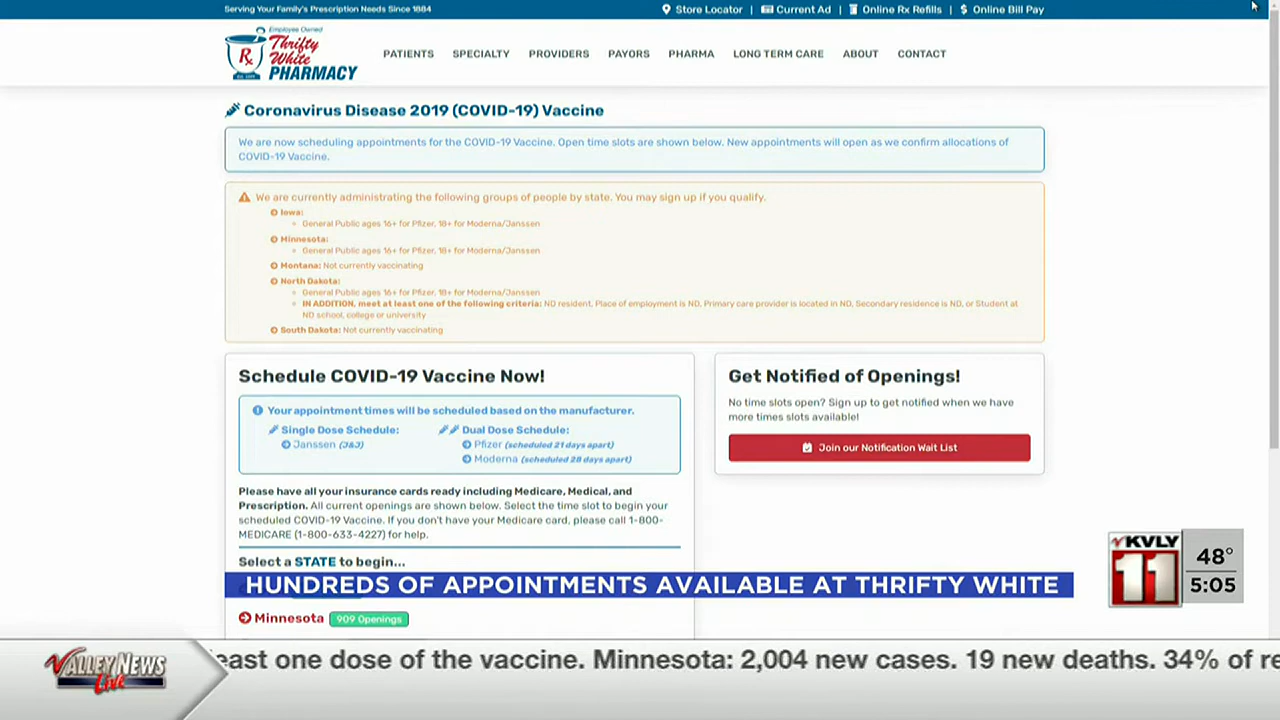 Serving Your Family's Prescription Needs Since 1884
Store Locator | Current Ad | Online Rx Refills | $ Online Bill Pay
Employee Owned
Rx
Thrifty
White
PHARMACY
PATIENTS SPECIALTY PROVIDERS PAYORS PHARMA LONG TERM CARE ABOUT CONTACT
Coronavirus Disease 2019 (COVID-19) Vaccine
We are now scheduling appointments for the COVID-19 Vaccine. Open time slots are shown below. New appointments will open as we confirm allocations of
COVID-19 Vaccine.
We are currently administrating the following groups of people by state. You may sign up if you qualify.
Iowa:
General Public ages 16+ for Pfizer, 18+ for Moderna/Janssen
Minnesota:
General Public ages 16+ for Pfizer, 18+ for Moderna/Janssen
Montana: Not currently vaccinating
North Dakota:
General Public ages 16+ for Pfizer, 18+ for Moderna/Janssen
IN ADDITION, meet at least one of the following criteria: ND resident, Place of employment is ND, Primary care provider is located in ND, Secondary residence is ND, or Student at
ND school, college or university
South Dakota: Not currently vaccinating
Schedule COVID-19 Vaccine Now!
Your appointment times will be scheduled based on the manufacturer.
Single Dose Schedule:
Janssen (J&J)
Dual Dose Schedule:
Pfizer (scheduled 21 days apart)
Moderna (scheduled 28 days apart)
Please have all your insurance cards ready including Medicare, Medical, and
Prescription. All current openings are shown below. Select the time slot to begin your
scheduled COVID-19 Vaccine. If you don't have your Medicare card, please call 1-800-
MEDICARE (1-800-633-4227) for help.
Select a STATE to begin...
Get Notified of Openings!
No time slots open? Sign up to get notified when we have
more times slots available!
Join our Notification Wait List
HUNDREDS OF APPOINTMENTS AVAILABLE AT THRIFTY WHITE
Minnesota 909 Openings
KVLY
11
48°
5:05
VALLEY NEWS
Live
east one dose of the vaccine. Minnesota: 2,004 new cases. 19 new deaths. 34% of re